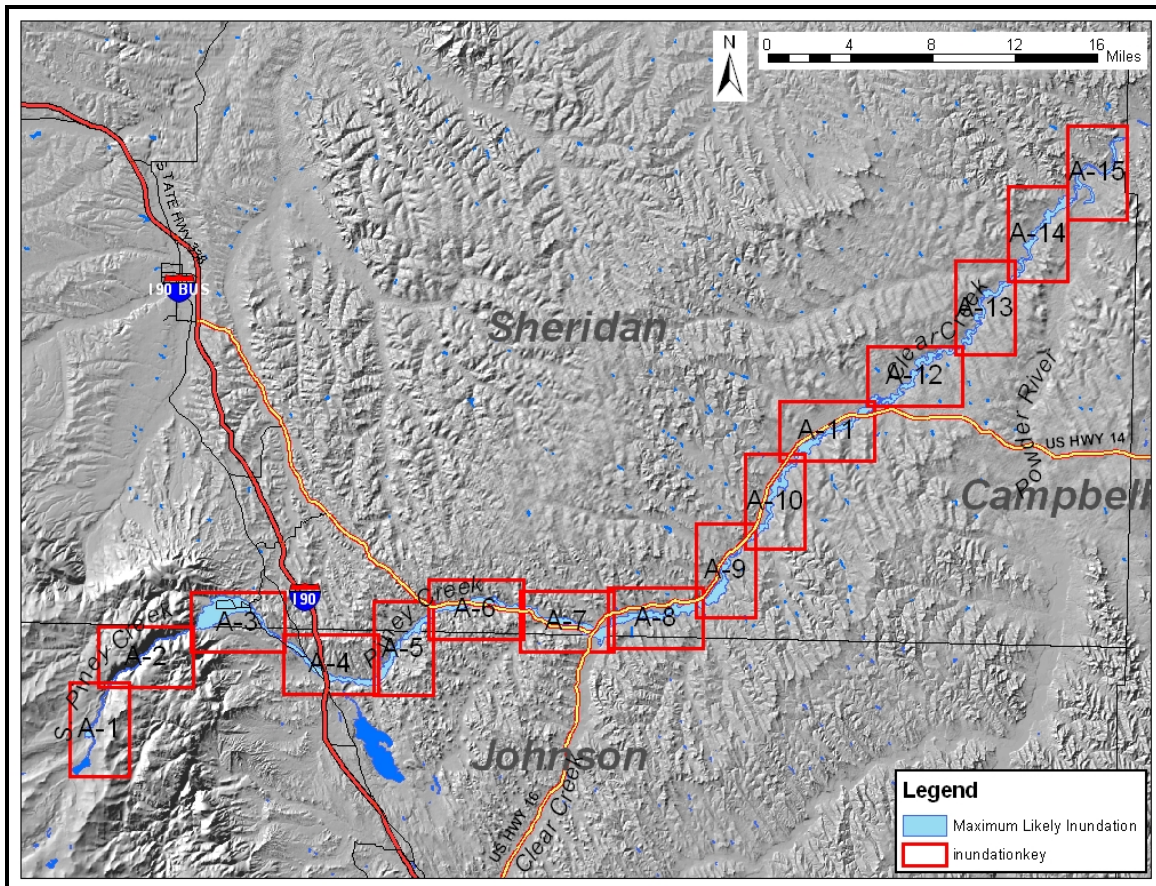 N
0 4 8 12 16
Miles
STATE HWY 336
I 90 BUS
Sheridan
A-15
A-14
A-13
Clear Creek
A-12
A-11
Powder River
US HWY 14
A-10
Campbell
A-9
I 90
Piney Creek
A-6
A-7
A-8
A-3
S Piney Creek
A-2
A-4
A-5
A-1
Johnson
US HWY 16
Clear Creek
Legend
Maximum Likely Inundation
inundationkey